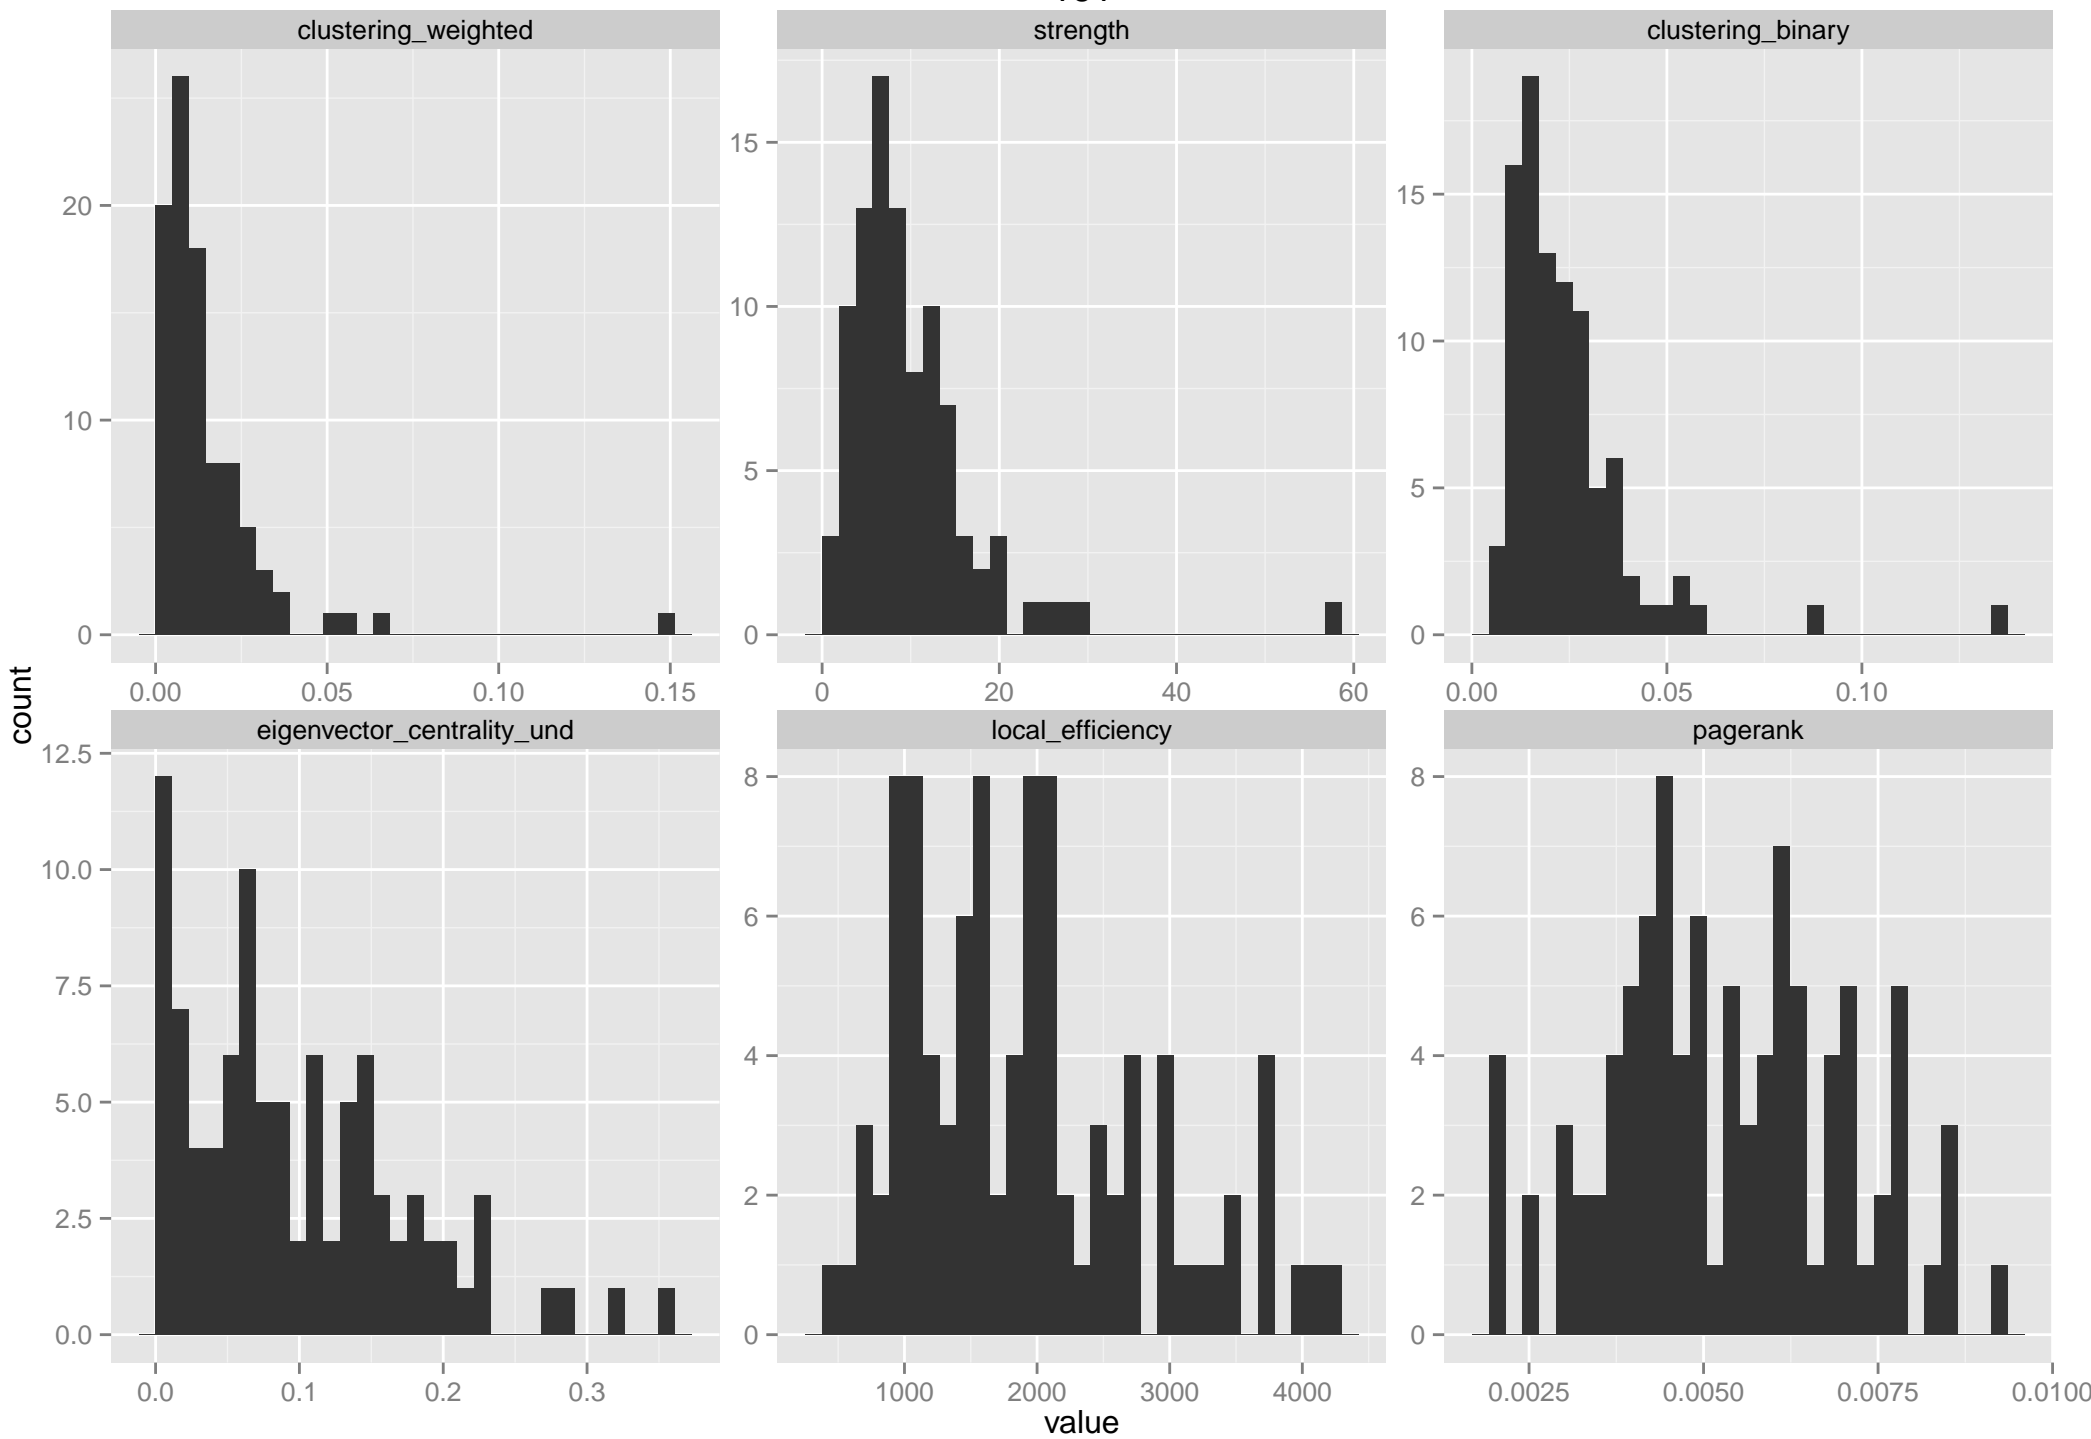 clustering_weighted
strength
clustering_binary
20
10
0
15
10
5
0
15
10
5
0
0.00 0.05 0.10 0.15
0 20 40 60
0.00 0.05 0.10
count
eigenvector_centrality_und
local_efficiency
pagerank
12.5
10.0
7.5
5.0
2.5
0.0
8
6
4
2
0
8
6
4
2
0
0.0 0.1 0.2 0.3
1000 2000 3000 4000
0.0025 0.0050 0.0075 0.0100
value